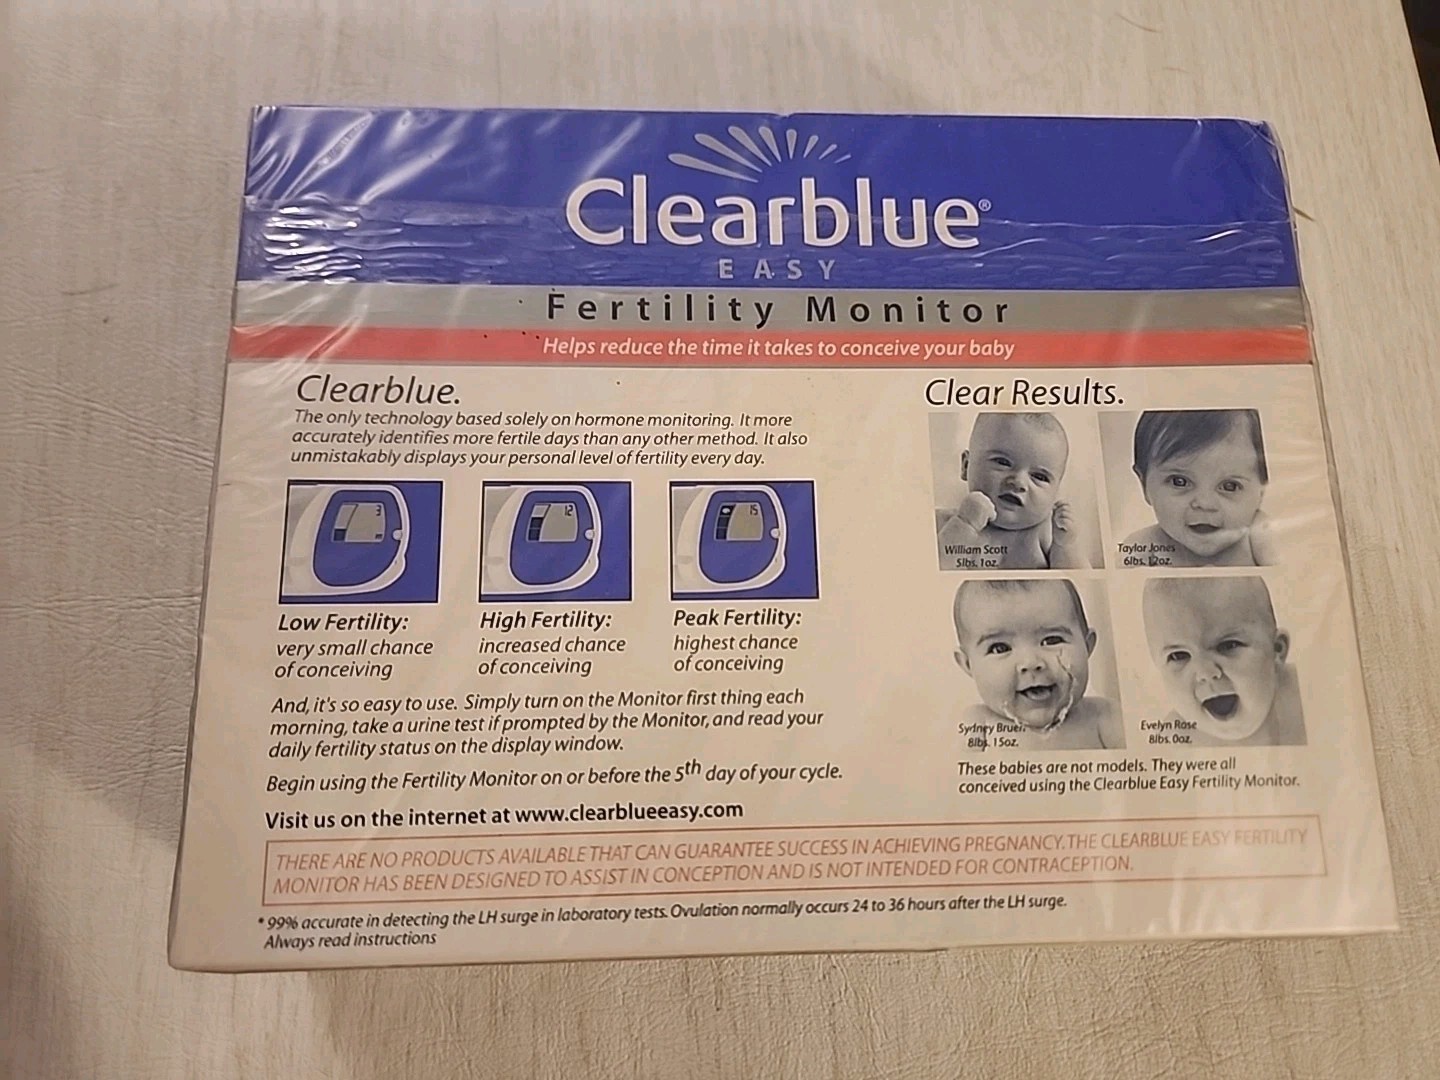 Clearblue®
EASY
Fertility Monitor
Helps reduce the time it takes to conceive your baby
Clearblue.
The only technology based solely on hormone monitoring. It more
accurately identifies more fertile days than any other method. It also
unmistakably displays your personal level of fertility every day.
3
m
12
15
Low Fertility:
very small chance
of conceiving
High Fertility:
increased chance
of conceiving
Peak Fertility:
highest chance
of conceiving
And, it's so easy to use. Simply turn on the Monitor first thing each
morning, take a urine test if prompted by the Monitor, and read your
daily fertility status on the display window.
Begin using the Fertility Monitor on or before the 5th day of your cycle.
Visit us on the internet at www.clearblueeasy.com
Clear Results.
William Scott
5lbs. 1oz.
Taylor Jones
6lbs. 12oz.
Sydney
8lbs. 15oz.
Evelyn Rose
8lbs. 0oz.
These babies are not models. They were all
conceived using the Clearblue Easy Fertility Monitor.
THERE ARE NO PRODUCTS AVAILABLE THAT CAN GUARANTEE SUCCESS IN ACHIEVING PREGNANCY. THE CLEARBLUE EASY FERTILITY
MONITOR HAS BEEN DESIGNED TO ASSIST IN CONCEPTION AND IS NOT INTENDED FOR CONTRACEPTION.
* 99% accurate in detecting the LH surge in laboratory tests. Ovulation normally occurs 24 to 36 hours after the LH surge.
Always read instructions